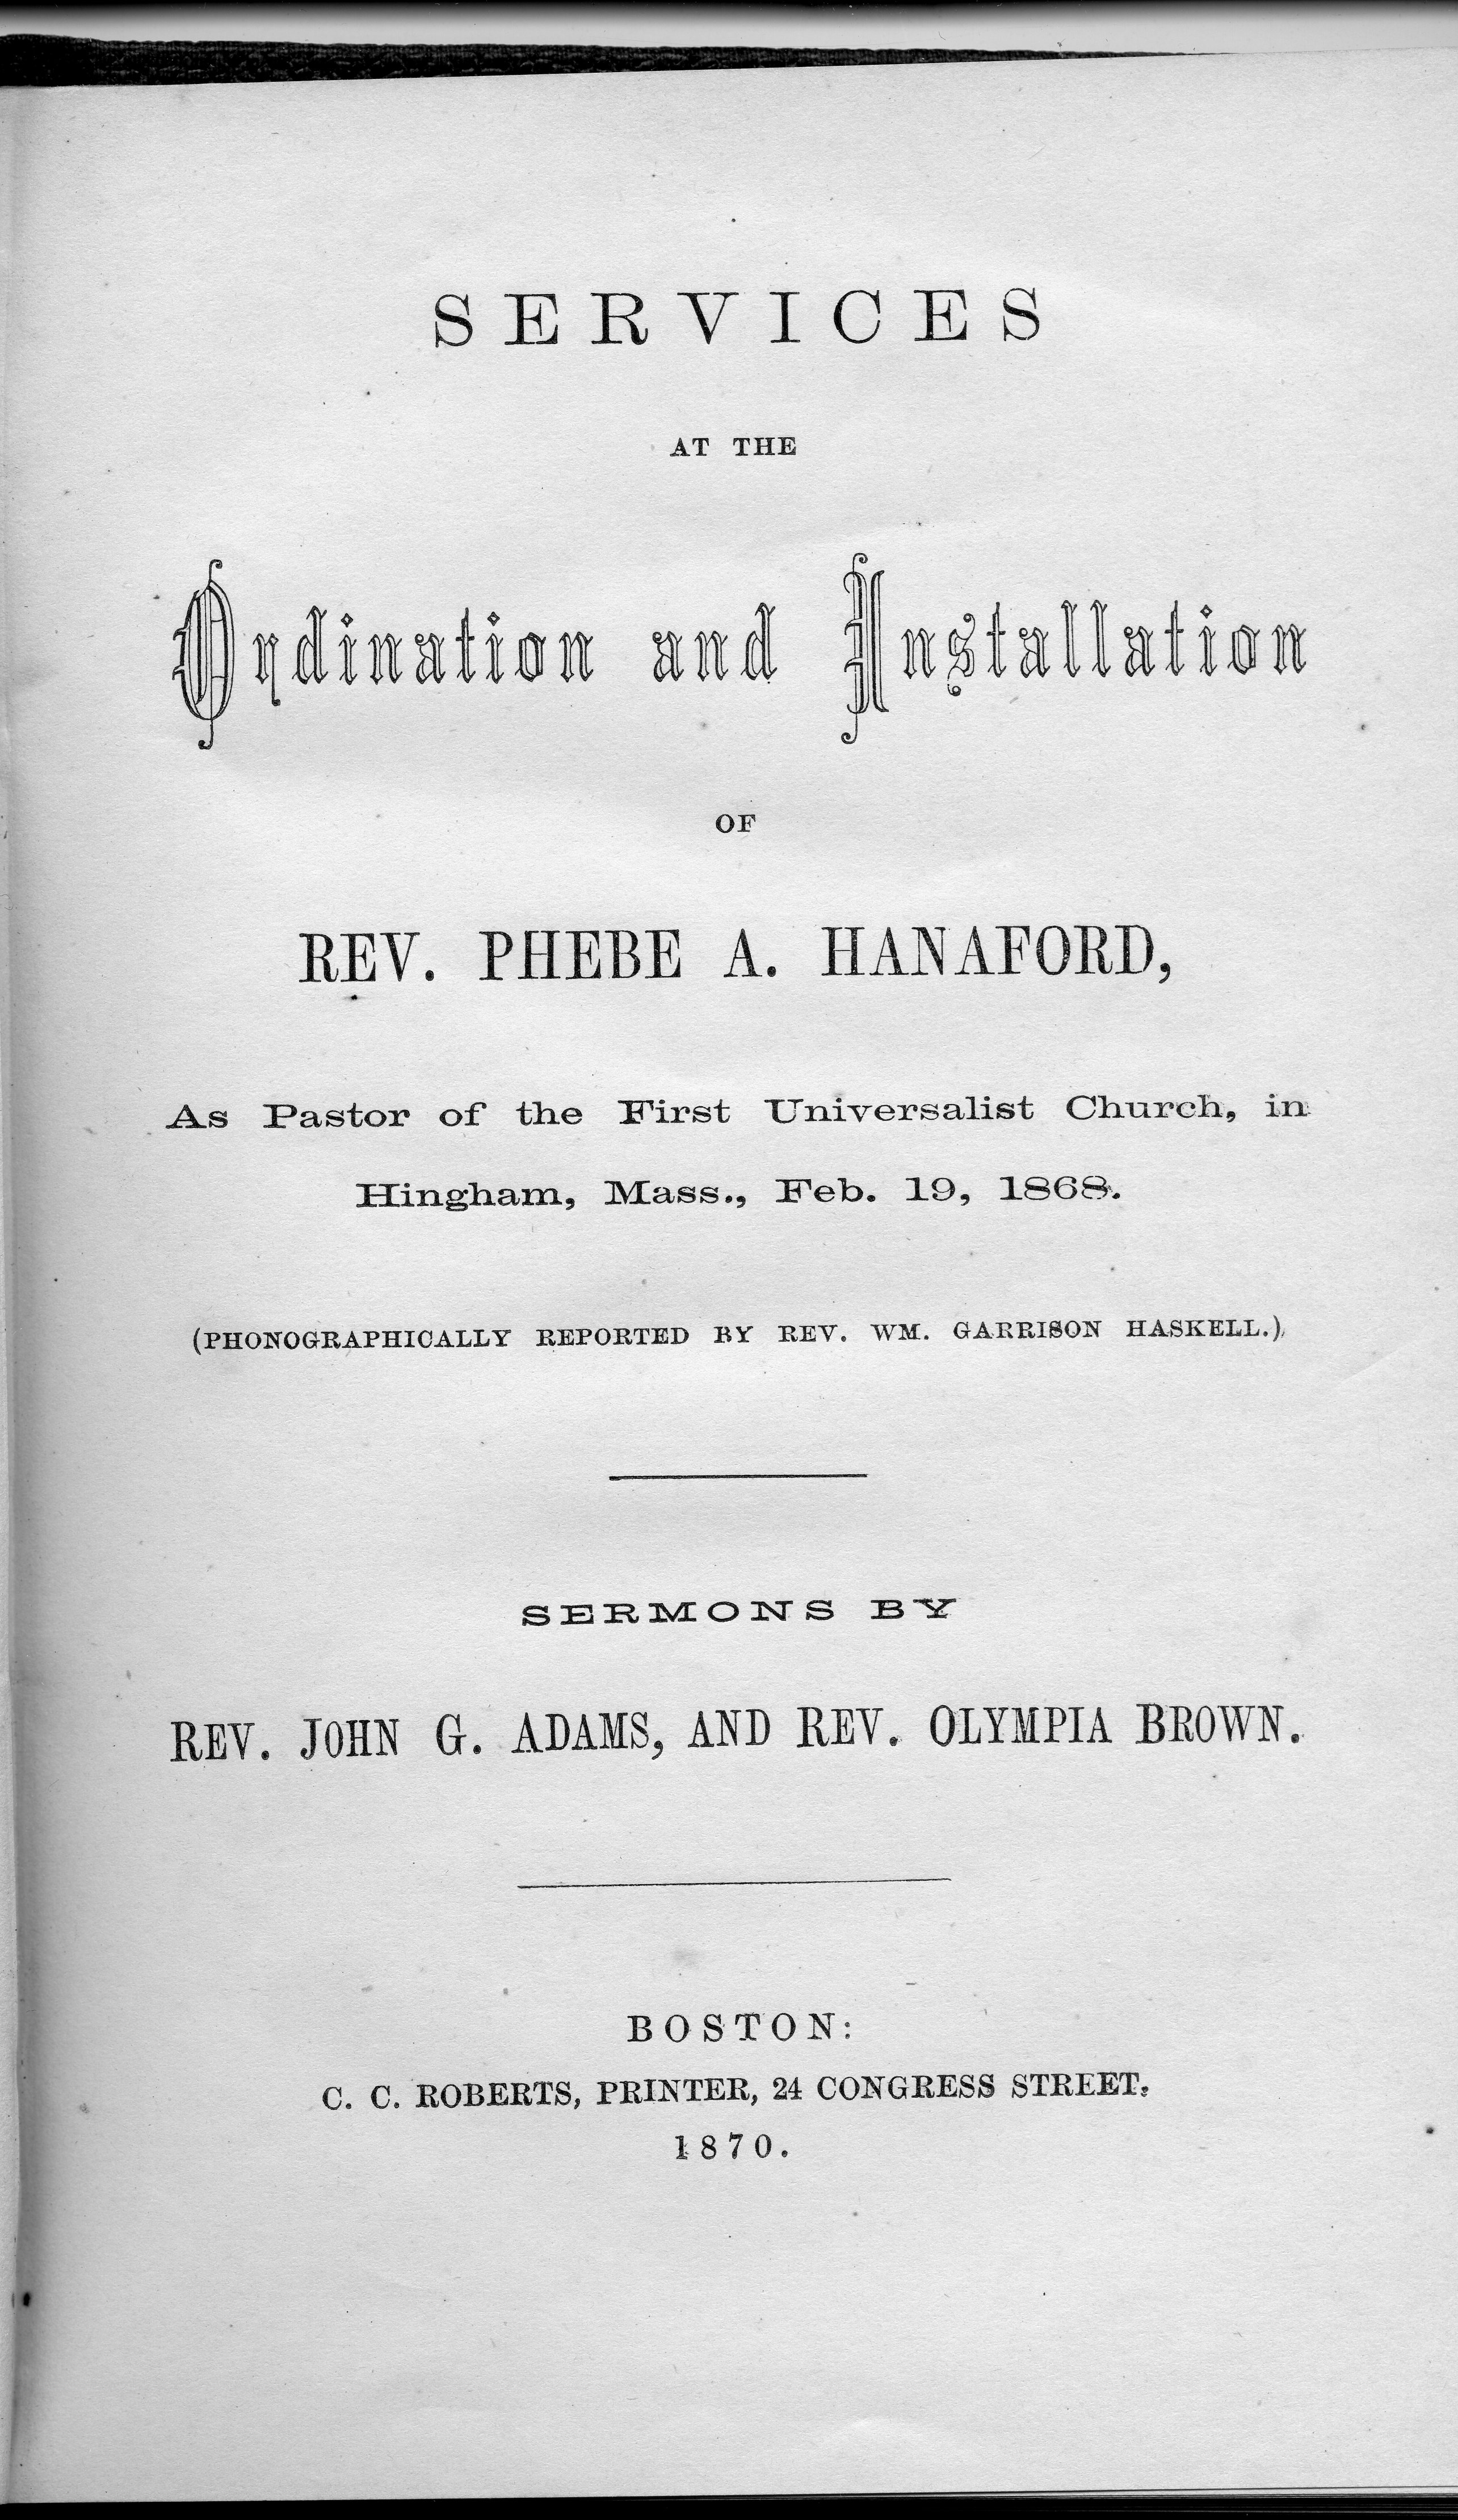 SERVICES
AT THE
Ordination and Installation
OF
REV. PHEBE A. HANAFORD,
As Pastor of the First Universalist Church, in
Hingham, Mass., Feb. 19, 1868.
(PHONOGRAPHICALLY REPORTED BY REV. WM. GARRISON HASKELL.)
SERMONS BY
REV. JOHN G. ADAMS, AND REV. OLYMPIA BROWN.
BOSTON:
C. C. ROBERTS, PRINTER, 24 CONGRESS STREET.
1870.